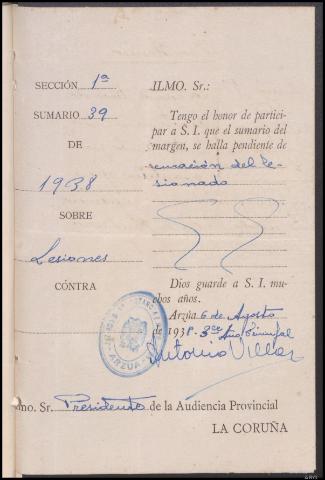 SECCIÓN 1ª
SUMARIO 39
DE
1938
SOBRE
Lesiones
CONTRA
ILMO. Sr.:
Tengo el honor de partici-
par a S. I. que el sumario del
margen, se halla pendiente de
curación del le-
sionado
Dios guarde a S. I. mu-
chos años.
Arzúa 6 de Agosto
de 1938. 3er Año Triunfal
Antonio Villar
ARZUA
mo. Sr. Presidente de la Audiencia Provincial
LA CORUÑA